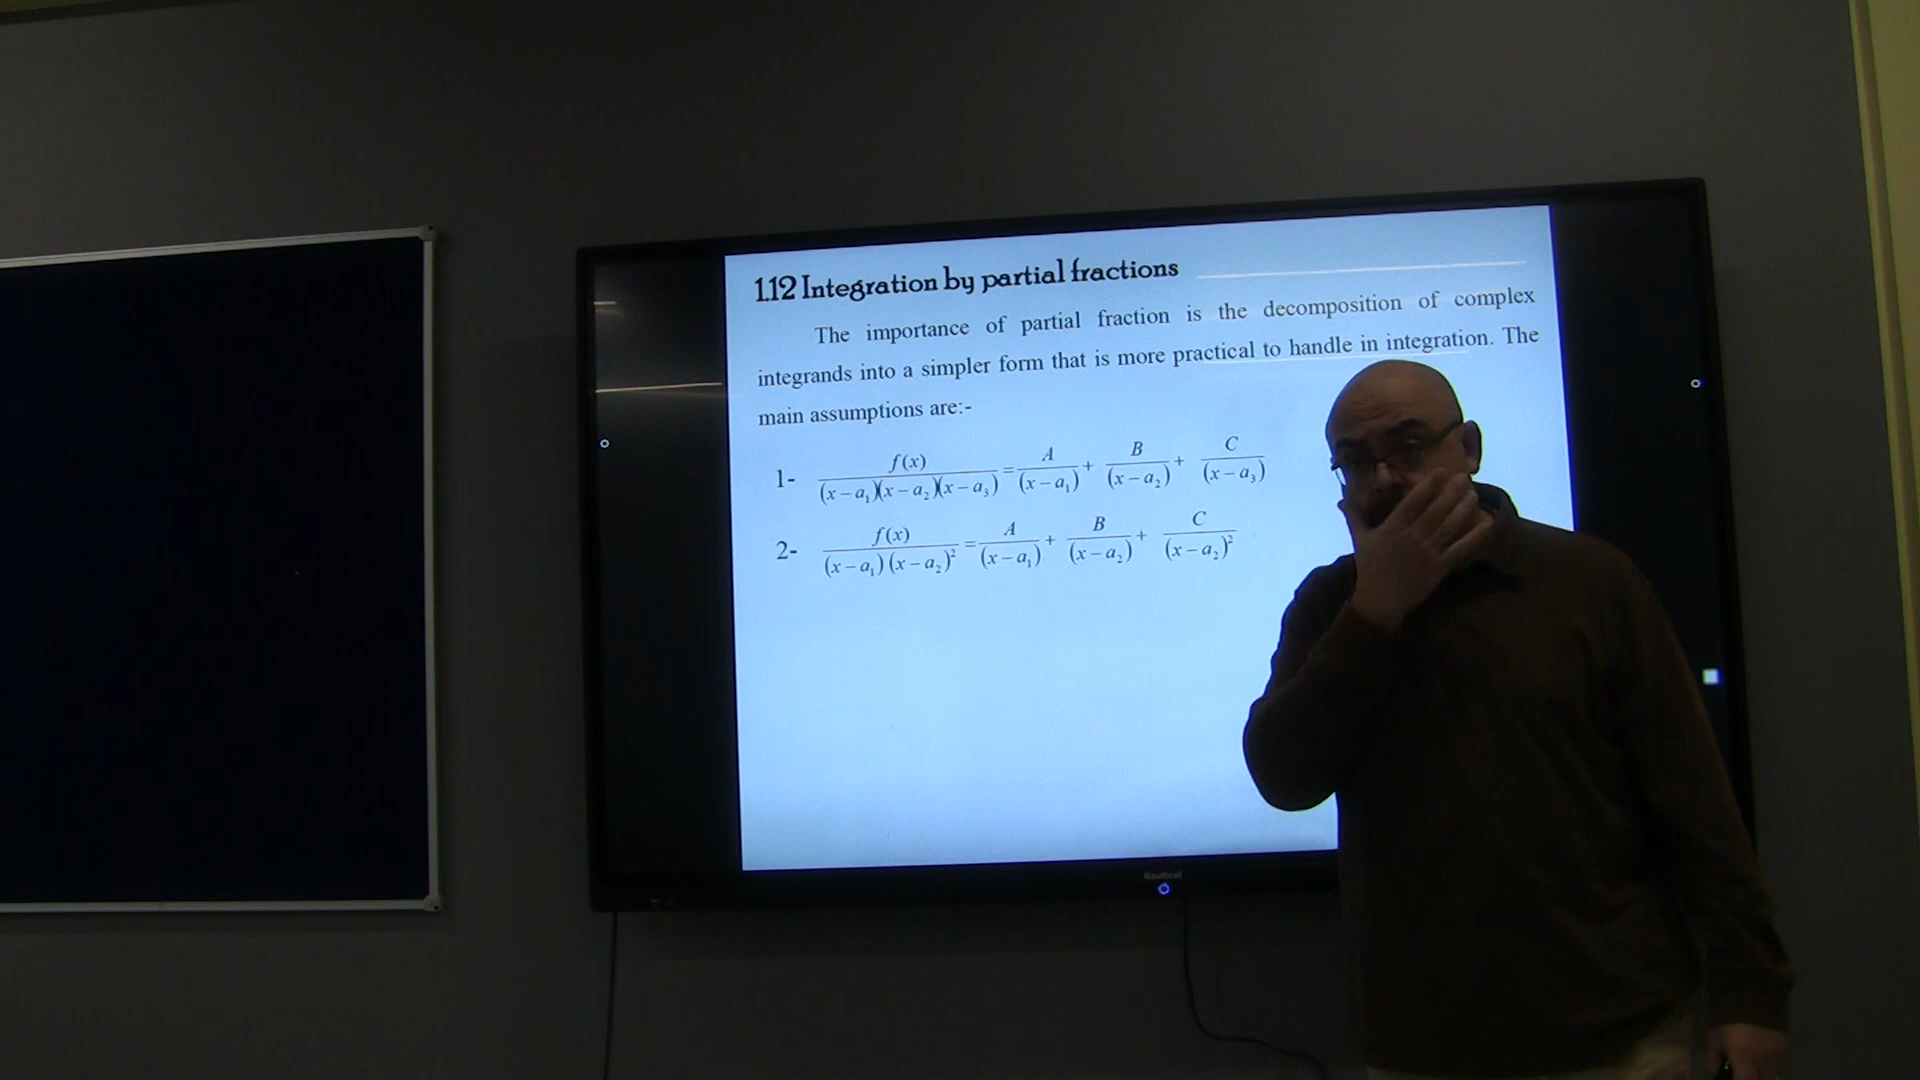 1.12 Integration by partial fractions
The importance of partial fraction is the decomposition of complex
integrands into a simpler form that is more practical to handle in integration. The
main assumptions are:-
1- f(x)/((x-a₁)(x-a₂)(x-a₃)) = A/(x-a₁) + B/(x-a₂) + C/(x-a₃)
2- f(x)/((x-a₁)(x-a₂)²) = A/(x-a₁) + B/(x-a₂) + C/(x-a₂)²